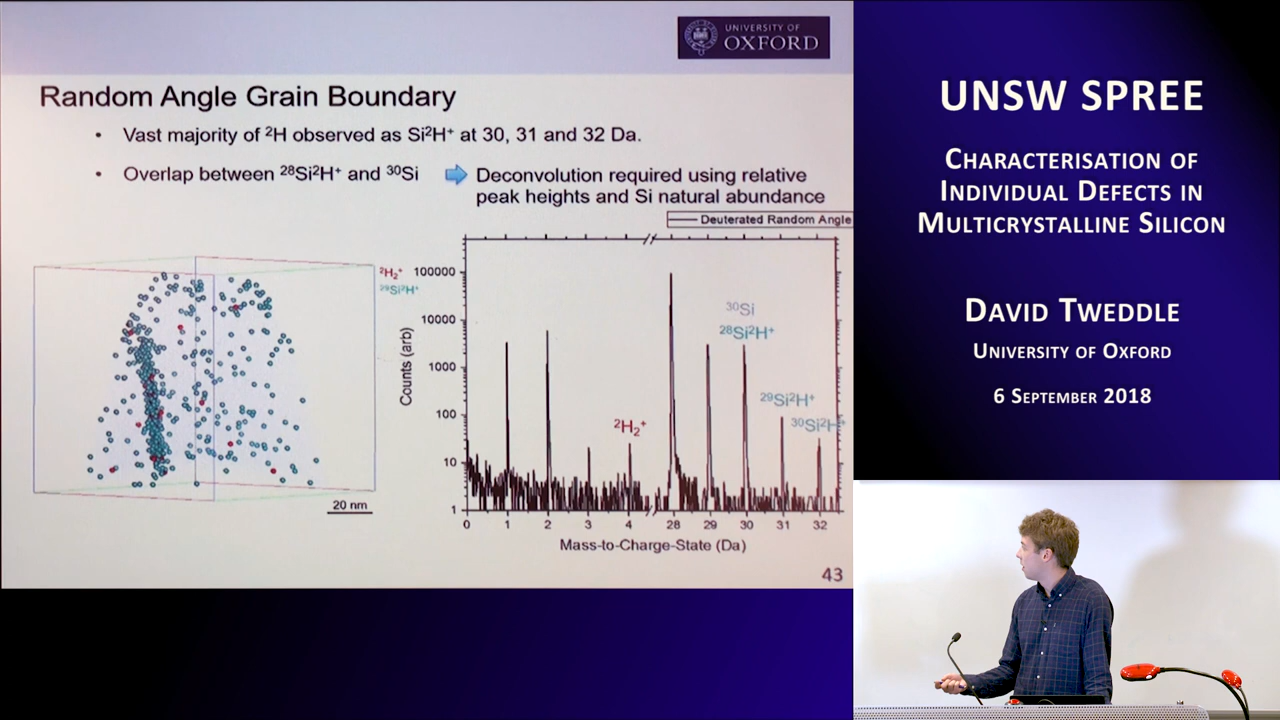 UNIVERSITY OF
OXFORD
Random Angle Grain Boundary
• Vast majority of ²H observed as Si²H⁺ at 30, 31 and 32 Da.
• Overlap between ²⁸Si²H⁺ and ³⁰Si
Deconvolution required using relative
peak heights and Si natural abundance
Deuterated Random Angle
²H₂⁺
²⁹Si²H⁺
20 nm
Counts (arb)
100000
10000
1000
100
10
1
³⁰Si
²⁸Si²H⁺
²⁹Si²H⁺
³⁰Si²H⁺
²H₂⁺
0 1 2 3 4 28 29 30 31 32
Mass-to-Charge-State (Da)
43
UNSW SPREE
Characterisation of
Individual Defects in
Multicrystalline Silicon
David Tweddle
University of Oxford
6 September 2018